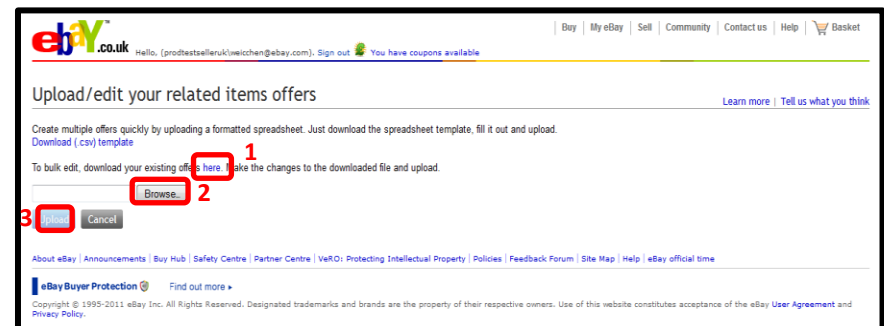 Buy | My eBay | Sell | Community | Contact us | Help | Basket
ebY™.co.uk Hello, (prodtestselleruk\weicchen@ebay.com). Sign out You have coupons available
Upload/edit your related items offers
Learn more | Tell us what you think
Create multiple offers quickly by uploading a formatted spreadsheet. Just download the spreadsheet template, fill it out and upload.
Download (.csv) template
1
To bulk edit, download your existing offers here. Make the changes to the downloaded file and upload.
Browse.. 2
3 Upload Cancel
About eBay | Announcements | Buy Hub | Safety Centre | Partner Centre | VeRO: Protecting Intellectual Property | Policies | Feedback Forum | Site Map | Help | eBay official time
eBay Buyer Protection Find out more ▸
Copyright © 1995-2011 eBay Inc. All Rights Reserved. Designated trademarks and brands are the property of their respective owners. Use of this website constitutes acceptance of the eBay User Agreement and
Privacy Policy.